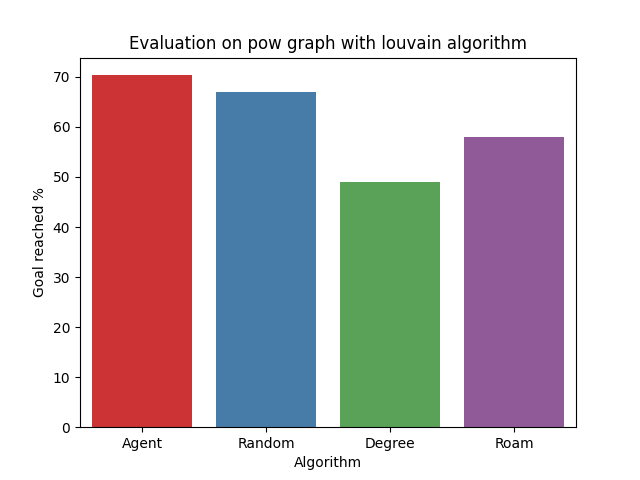 Evaluation on pow graph with louvain algorithm
Goal reached %
70
60
50
40
30
20
10
0
Agent Random Degree Roam
Algorithm